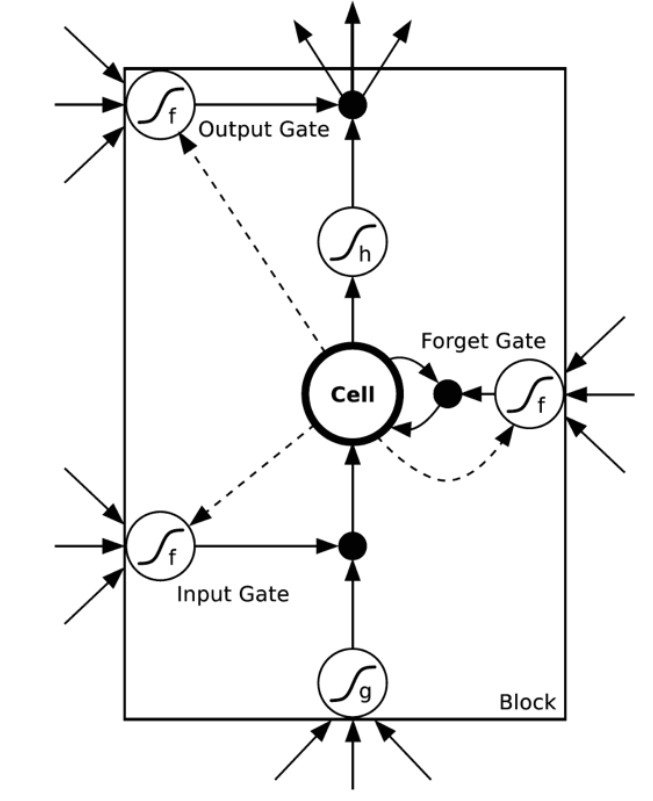 f
Output Gate
h
Forget Gate
Cell
f
f
Input Gate
g
Block